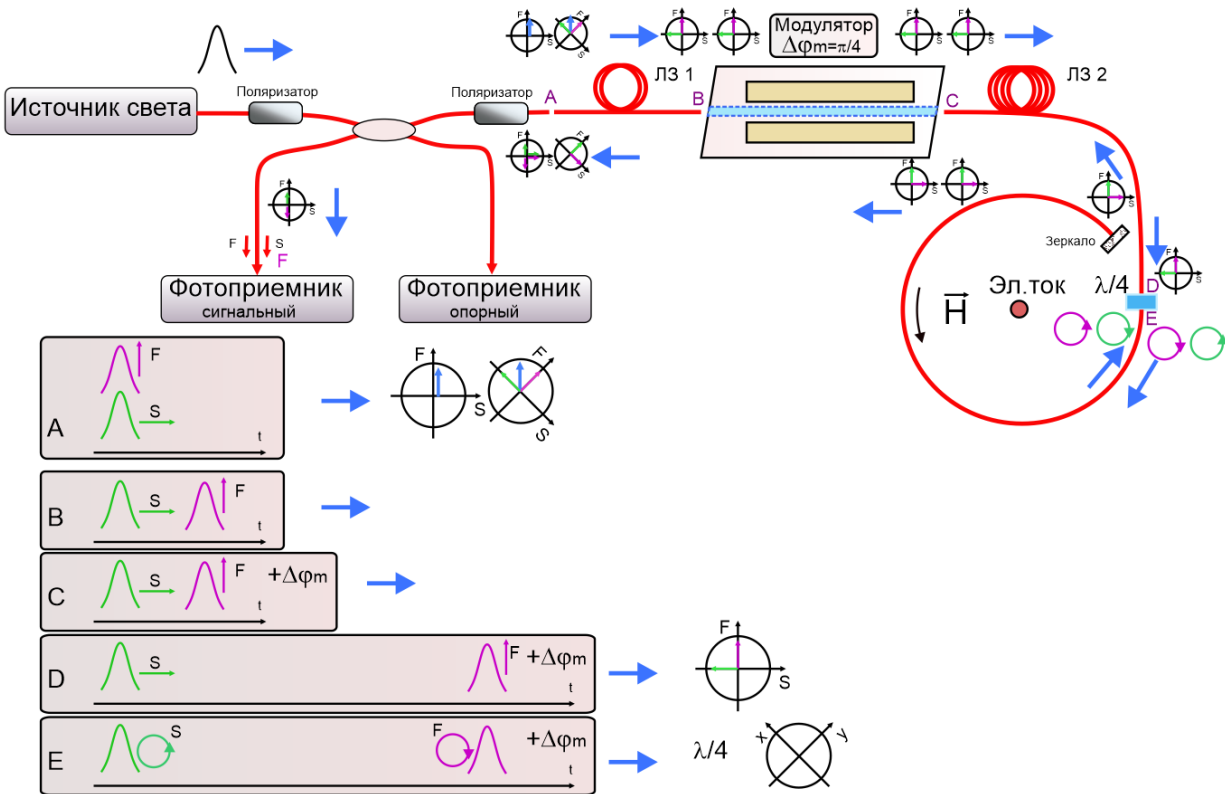 F
F
F
S
F
S
Модулятор
Δφm=π/4
F
S
F
S
ЛЗ 1
ЛЗ 2
Источник света
Поляризатор
Поляризатор
A
B
C
F
S
S
F
S
F
S
F
S
F
S
F
S
F
S
F
Зеркало
F
S
D
E
Эл.ток
λ/4
H
Фотоприемник
сигнальный
Фотоприемник
опорный
A
F
S
t
F
S
F
S
B
S
F
t
C
S
F
+Δφm
t
D
S
F
+Δφm
t
F
S
E
S
F
+Δφm
t
λ/4
x
y